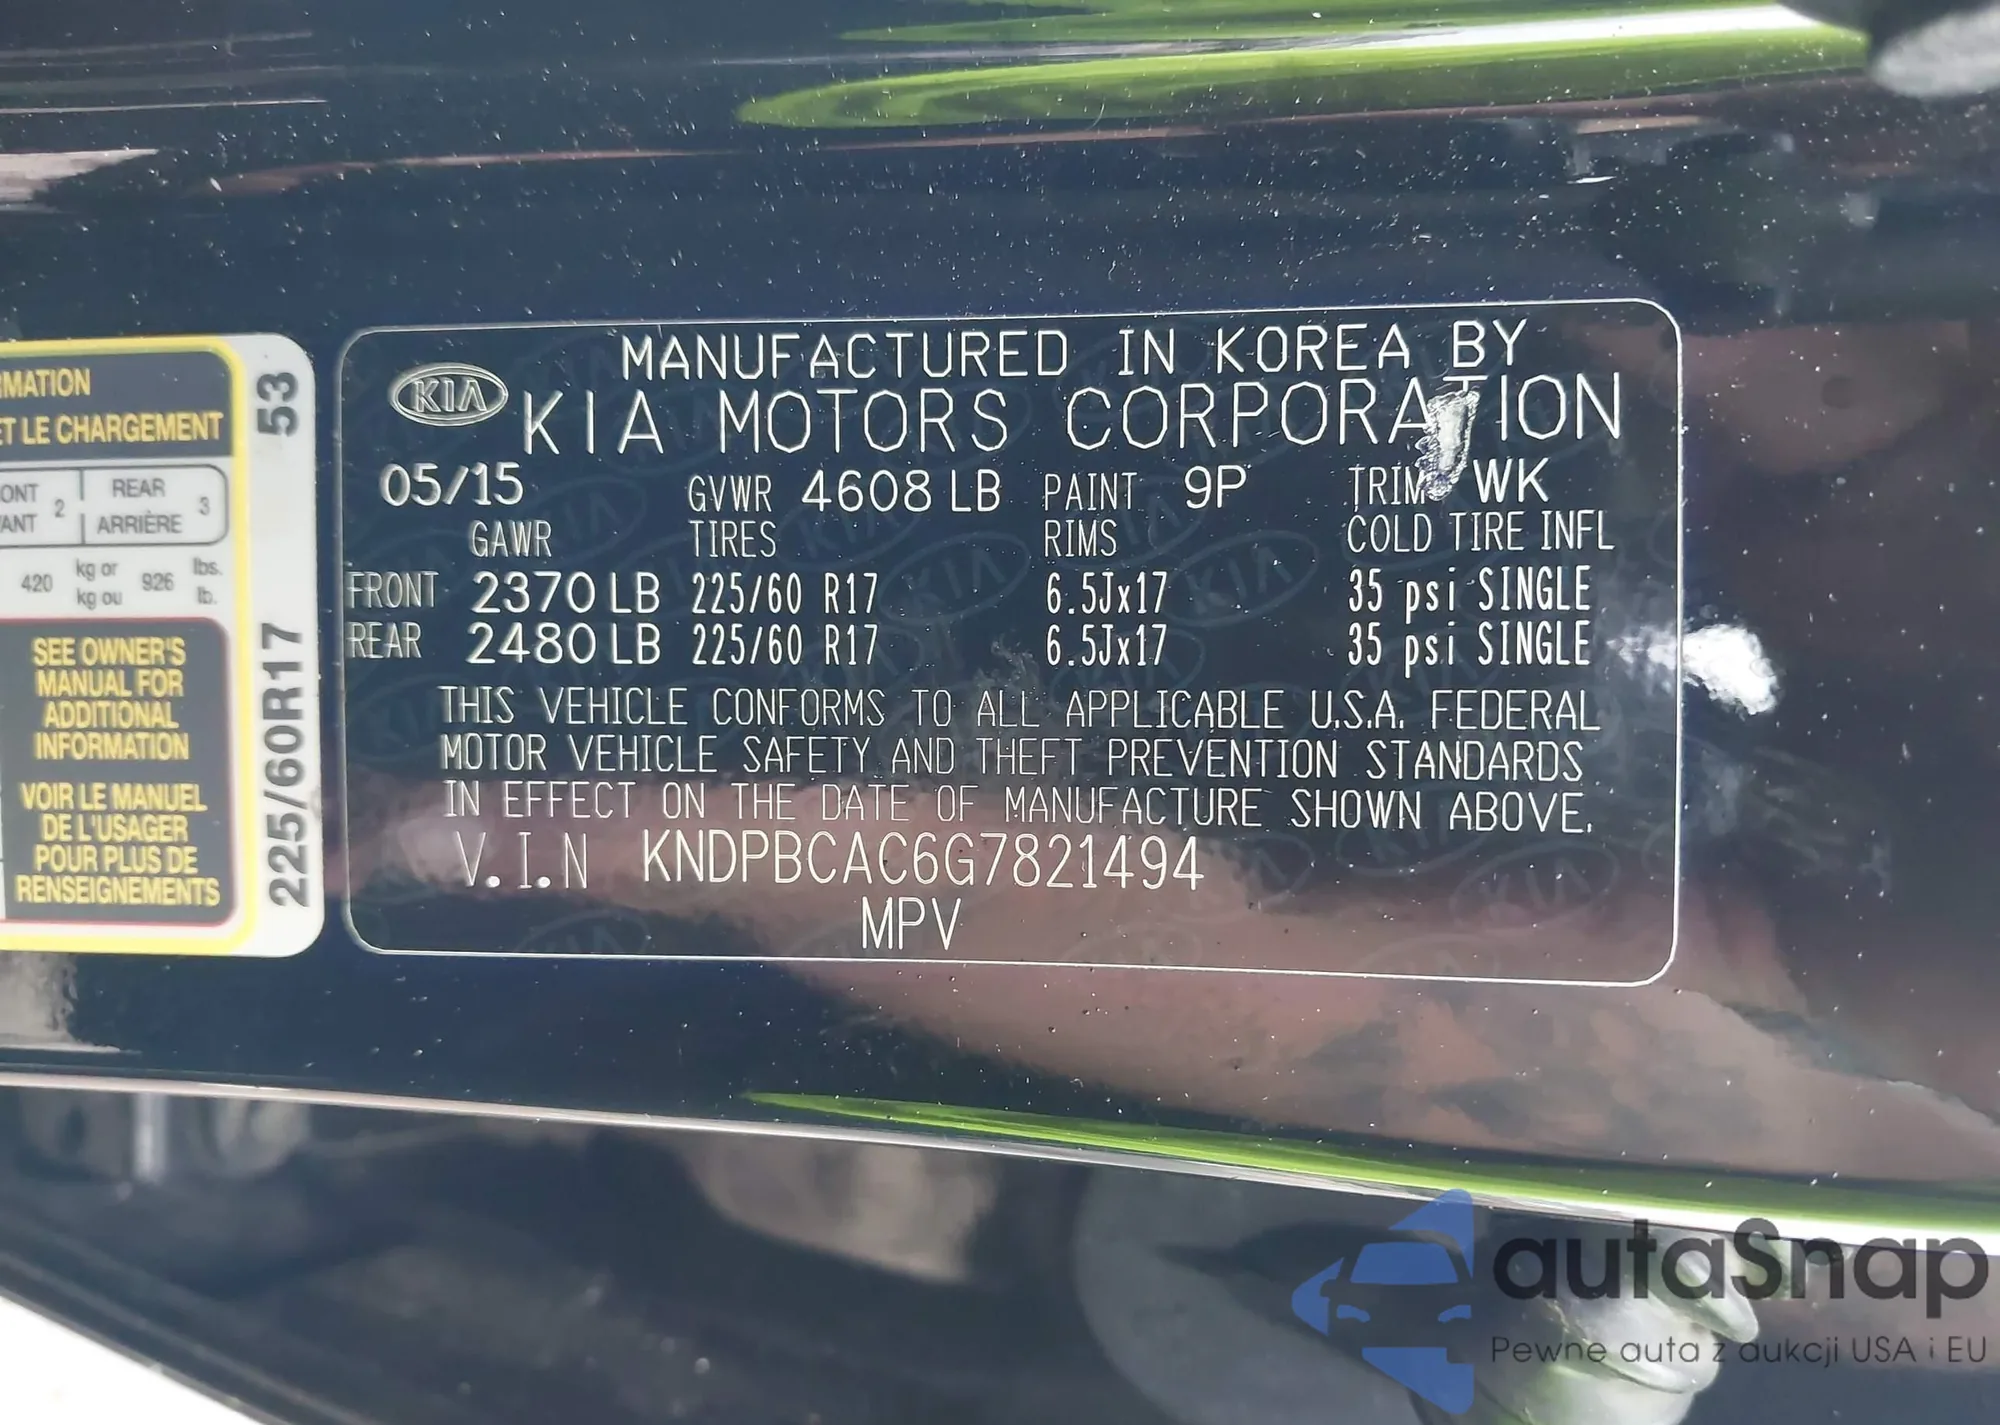 RMATION
ET LE CHARGEMENT
ONT 2 REAR 3
ANT ARRIÈRE
420 kg or 926 lbs.
kg ou lb.
SEE OWNER'S
MANUAL FOR
ADDITIONAL
INFORMATION
VOIR LE MANUEL
DE L'USAGER
POUR PLUS DE
RENSEIGNEMENTS
225/60R17 53
MANUFACTURED IN KOREA BY
KIA KIA MOTORS CORPORATION
05/15 GVWR 4608 LB PAINT 9P TRIM WK
GAWR TIRES RIMS COLD TIRE INFL
FRONT 2370 LB 225/60 R17 6.5Jx17 35 psi SINGLE
REAR 2480 LB 225/60 R17 6.5Jx17 35 psi SINGLE
THIS VEHICLE CONFORMS TO ALL APPLICABLE U.S.A. FEDERAL
MOTOR VEHICLE SAFETY AND THEFT PREVENTION STANDARDS
IN EFFECT ON THE DATE OF MANUFACTURE SHOWN ABOVE.
V.I.N KNDPBCAC6G7821494
MPV
autaSnap
Pewne auta z aukcji USA i EU